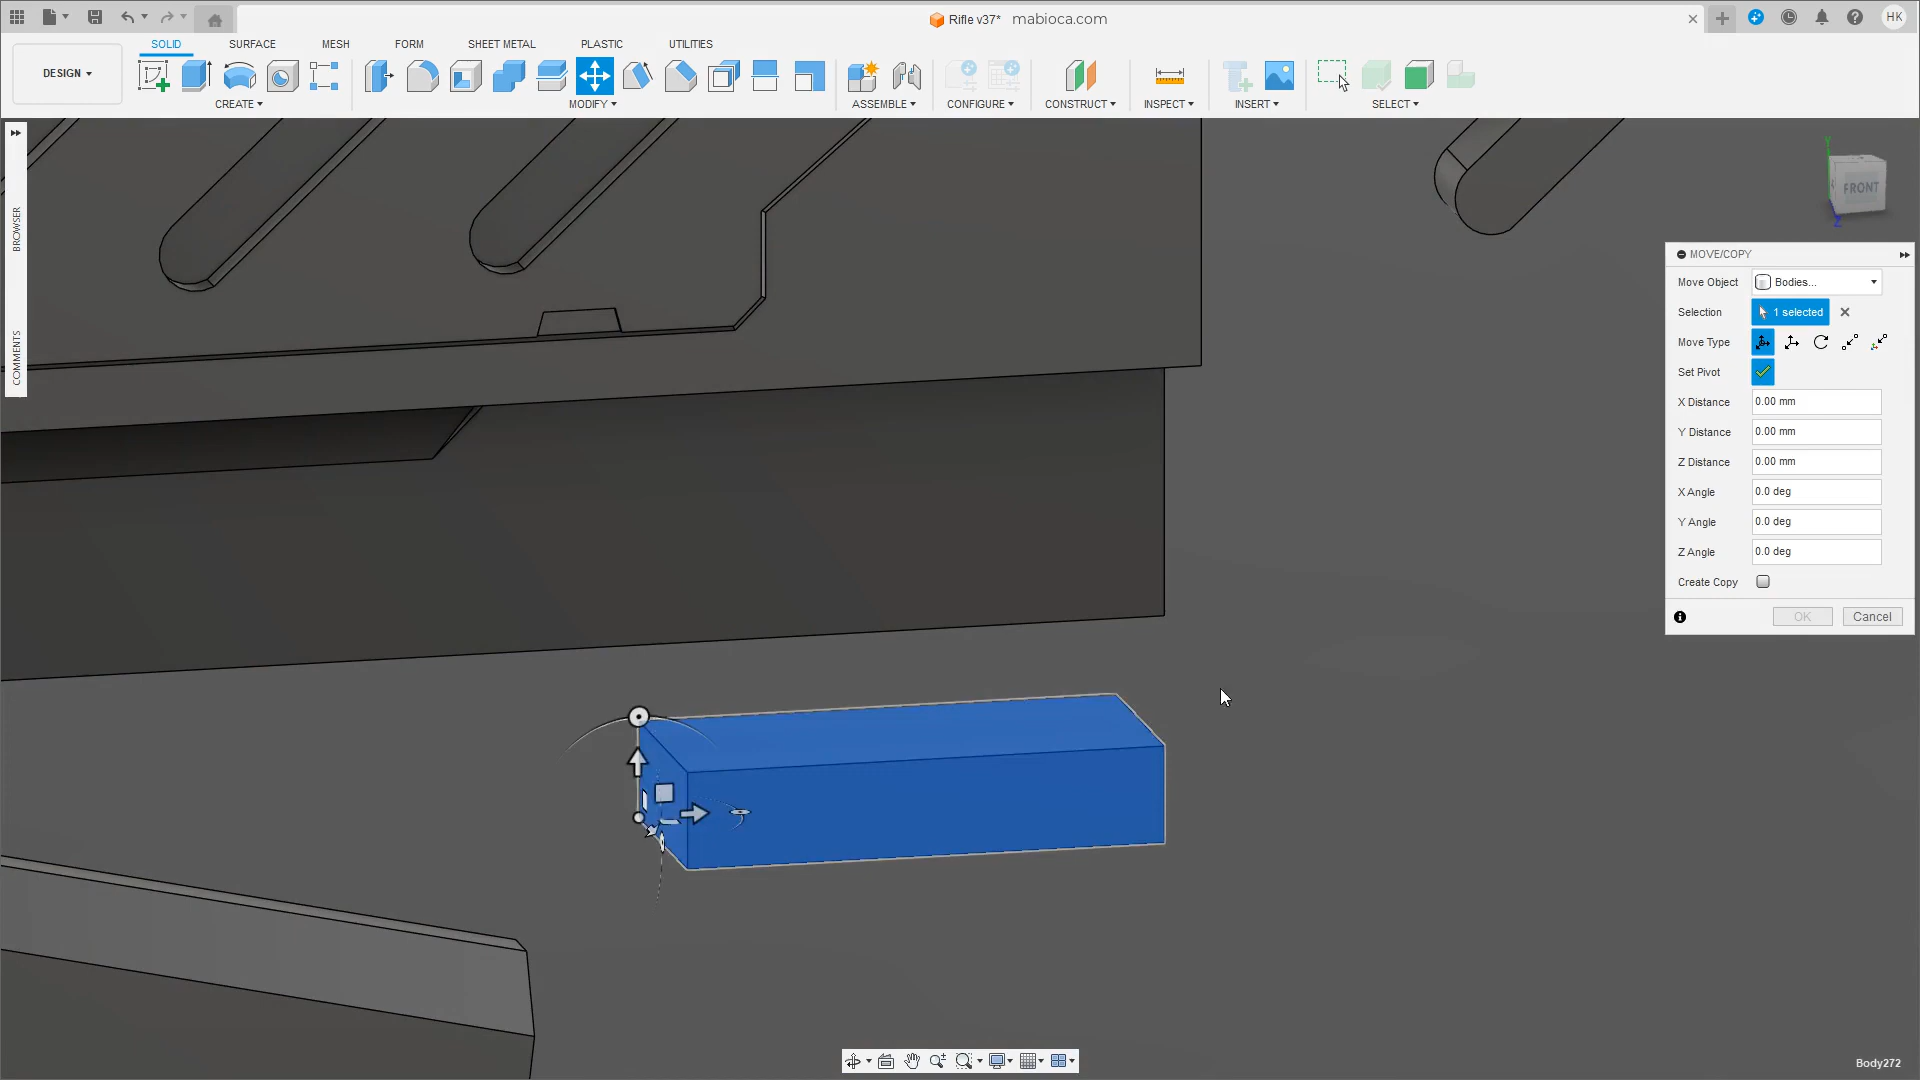 Rifle v37* mabioca.com
HK
DESIGN
SOLID SURFACE MESH FORM SHEET METAL PLASTIC UTILITIES
CREATE MODIFY ASSEMBLE CONFIGURE CONSTRUCT INSPECT INSERT SELECT
BROWSER
COMMENTS
Y
FRONT
Z
MOVE/COPY
Move Object Bodies...
Selection 1 selected
Move Type
Set Pivot
X Distance 0.00 mm
Y Distance 0.00 mm
Z Distance 0.00 mm
X Angle 0.0 deg
Y Angle 0.0 deg
Z Angle 0.0 deg
Create Copy
OK Cancel
Body272